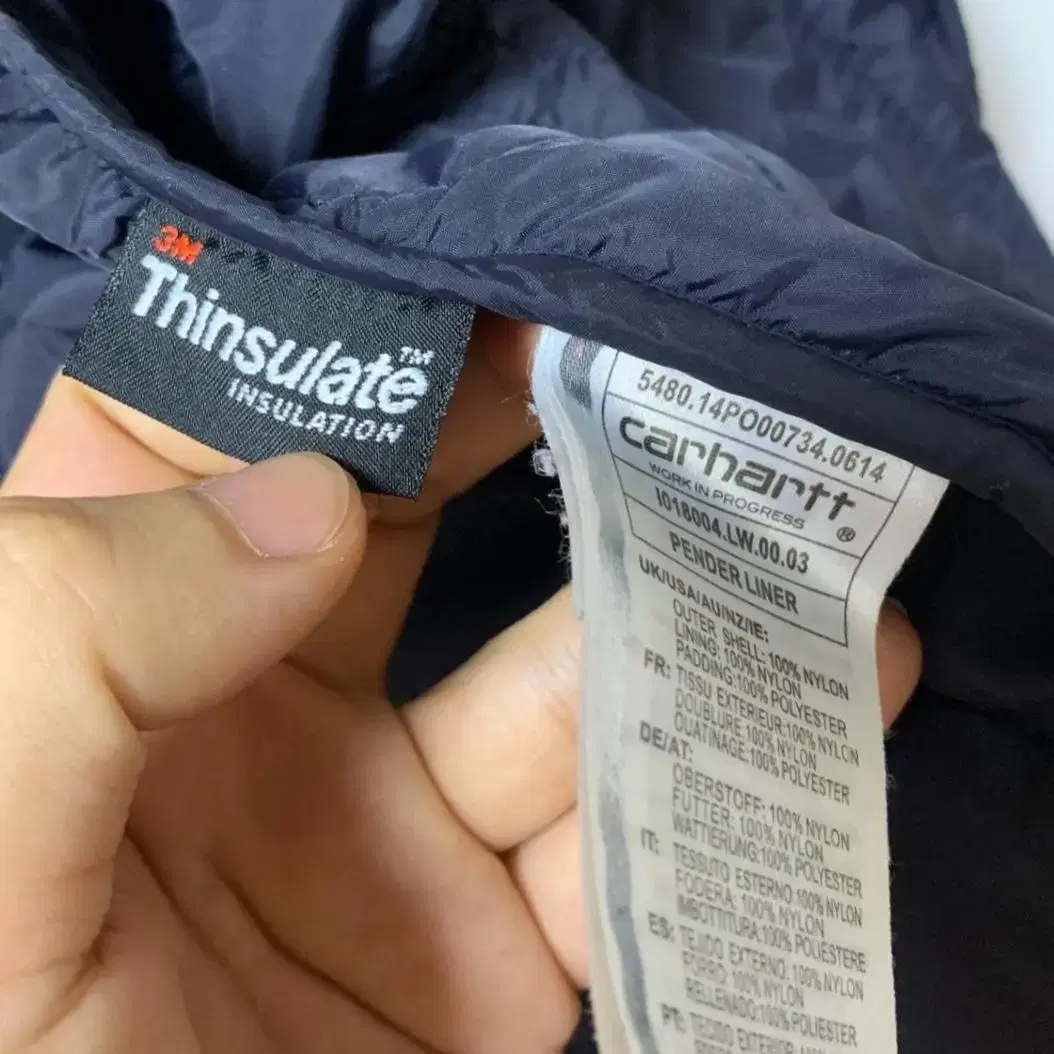 3M
Thinsulate™
INSULATION
5480.14PO00734.0614
carhartt
WORK IN PROGRESS ®
I018004.LW.00.03
PENDER LINER
UK/USA/AU/NZ/IE:
OUTER SHELL: 100% NYLON
LINING: 100% NYLON
PADDING:100% POLYESTER
FR: TISSU EXTERIEUR:100% NYLON
DOUBLURE:100% NYLON
OUATINAGE:100% POLYESTER
DE/AT:
OBERSTOFF: 100% NYLON
FUTTER: 100% NYLON
WATTIERUNG:100% POLYESTER
IT: TESSUTO ESTERNO:100% NYLON
FODERA: 100% NYLON
IMBOTTITURA:100% POLIESTERE
ES: TEJIDO EXTERNO: 100% NYLON
FORRO: 100% NYLON
RELLENADO:100% POLIESTER
PT: TECIDO EXTERIOR